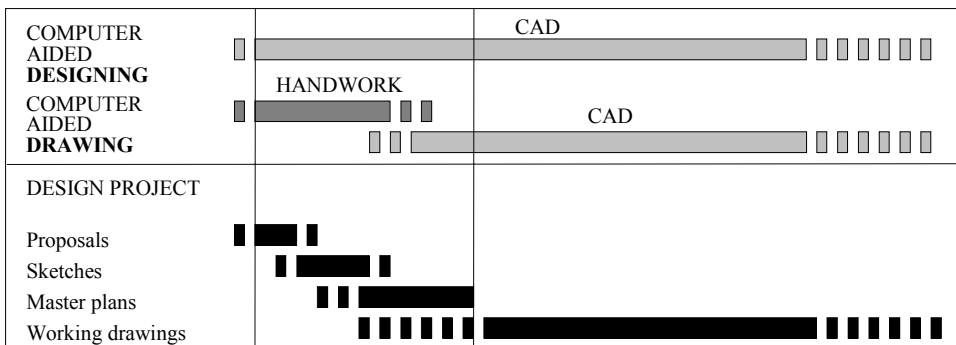 COMPUTER
AIDED
DESIGNING
CAD
HANDWORK
COMPUTER
AIDED
DRAWING
CAD
DESIGN PROJECT
Proposals
Sketches
Master plans
Working drawings